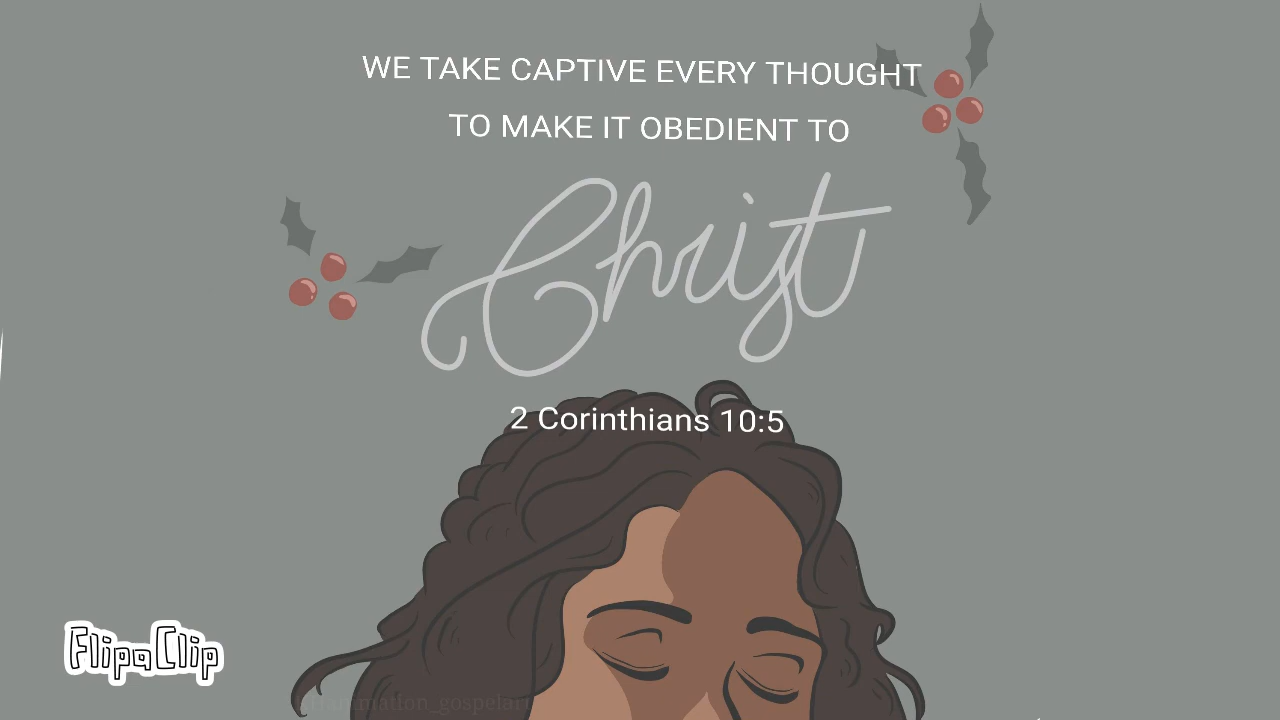 WE TAKE CAPTIVE EVERY THOUGHT
TO MAKE IT OBEDIENT TO
Christ
2 Corinthians 10:5
FlipaClip